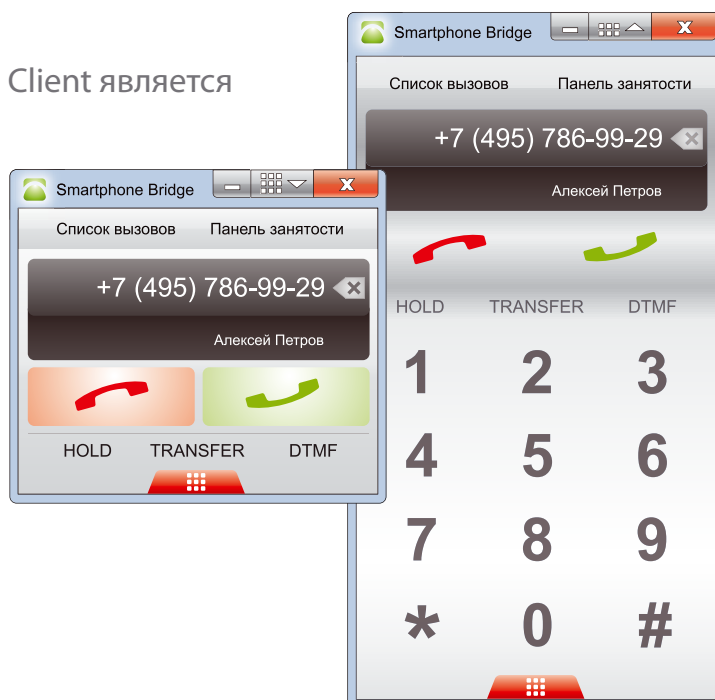 Client является
Smartphone Bridge
Список вызовов Панель занятости
+7 (495) 786-99-29
Алексей Петров
HOLD TRANSFER DTMF
Smartphone Bridge
Список вызовов Панель занятости
+7 (495) 786-99-29
Алексей Петров
HOLD TRANSFER DTMF
1 2 3
4 5 6
7 8 9
* 0 #